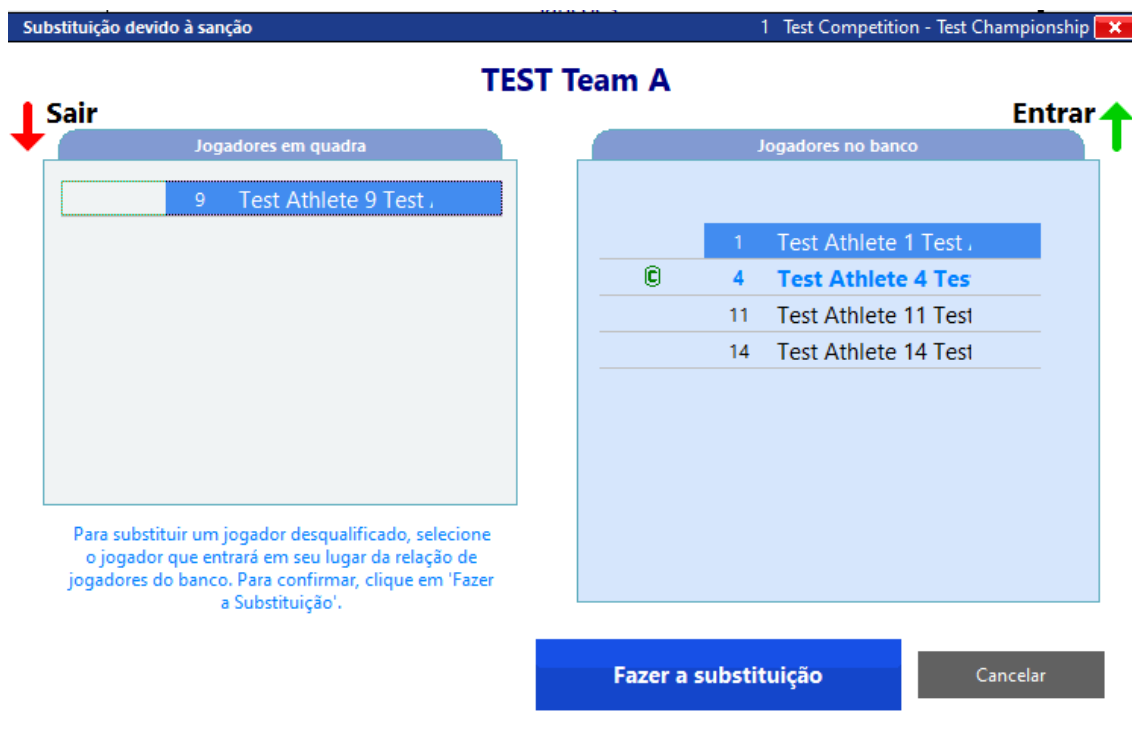 Substituição devido à sanção
1 Test Competition - Test Championship
TEST Team A
Sair
Entrar
Jogadores em quadra
Jogadores no banco
9 Test Athlete 9 Test
1 Test Athlete 1 Test
C 4 Test Athlete 4 Tes
11 Test Athlete 11 Test
14 Test Athlete 14 Test
Para substituir um jogador desqualificado, selecione
o jogador que entrará em seu lugar da relação de
jogadores do banco. Para confirmar, clique em 'Fazer
a Substituição'.
Fazer a substituição
Cancelar